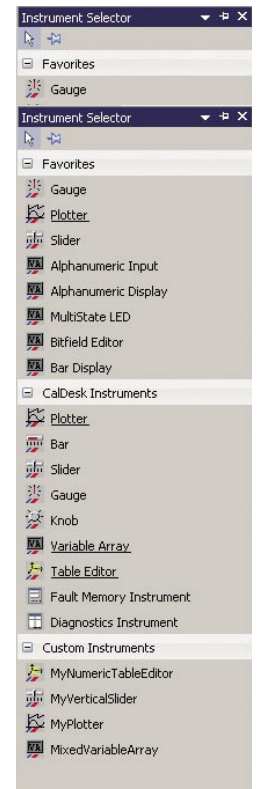 Instrument Selector
Favorites
Gauge
Instrument Selector
Favorites
Gauge
Plotter
Slider
Alphanumeric Input
Alphanumeric Display
MultiState LED
Bitfield Editor
Bar Display
CalDesk Instruments
Plotter
Bar
Slider
Gauge
Knob
Variable Array
Table Editor
Fault Memory Instrument
Diagnostics Instrument
Custom Instruments
MyNumericTableEditor
MyVerticalSlider
MyPlotter
MixedVariableArray